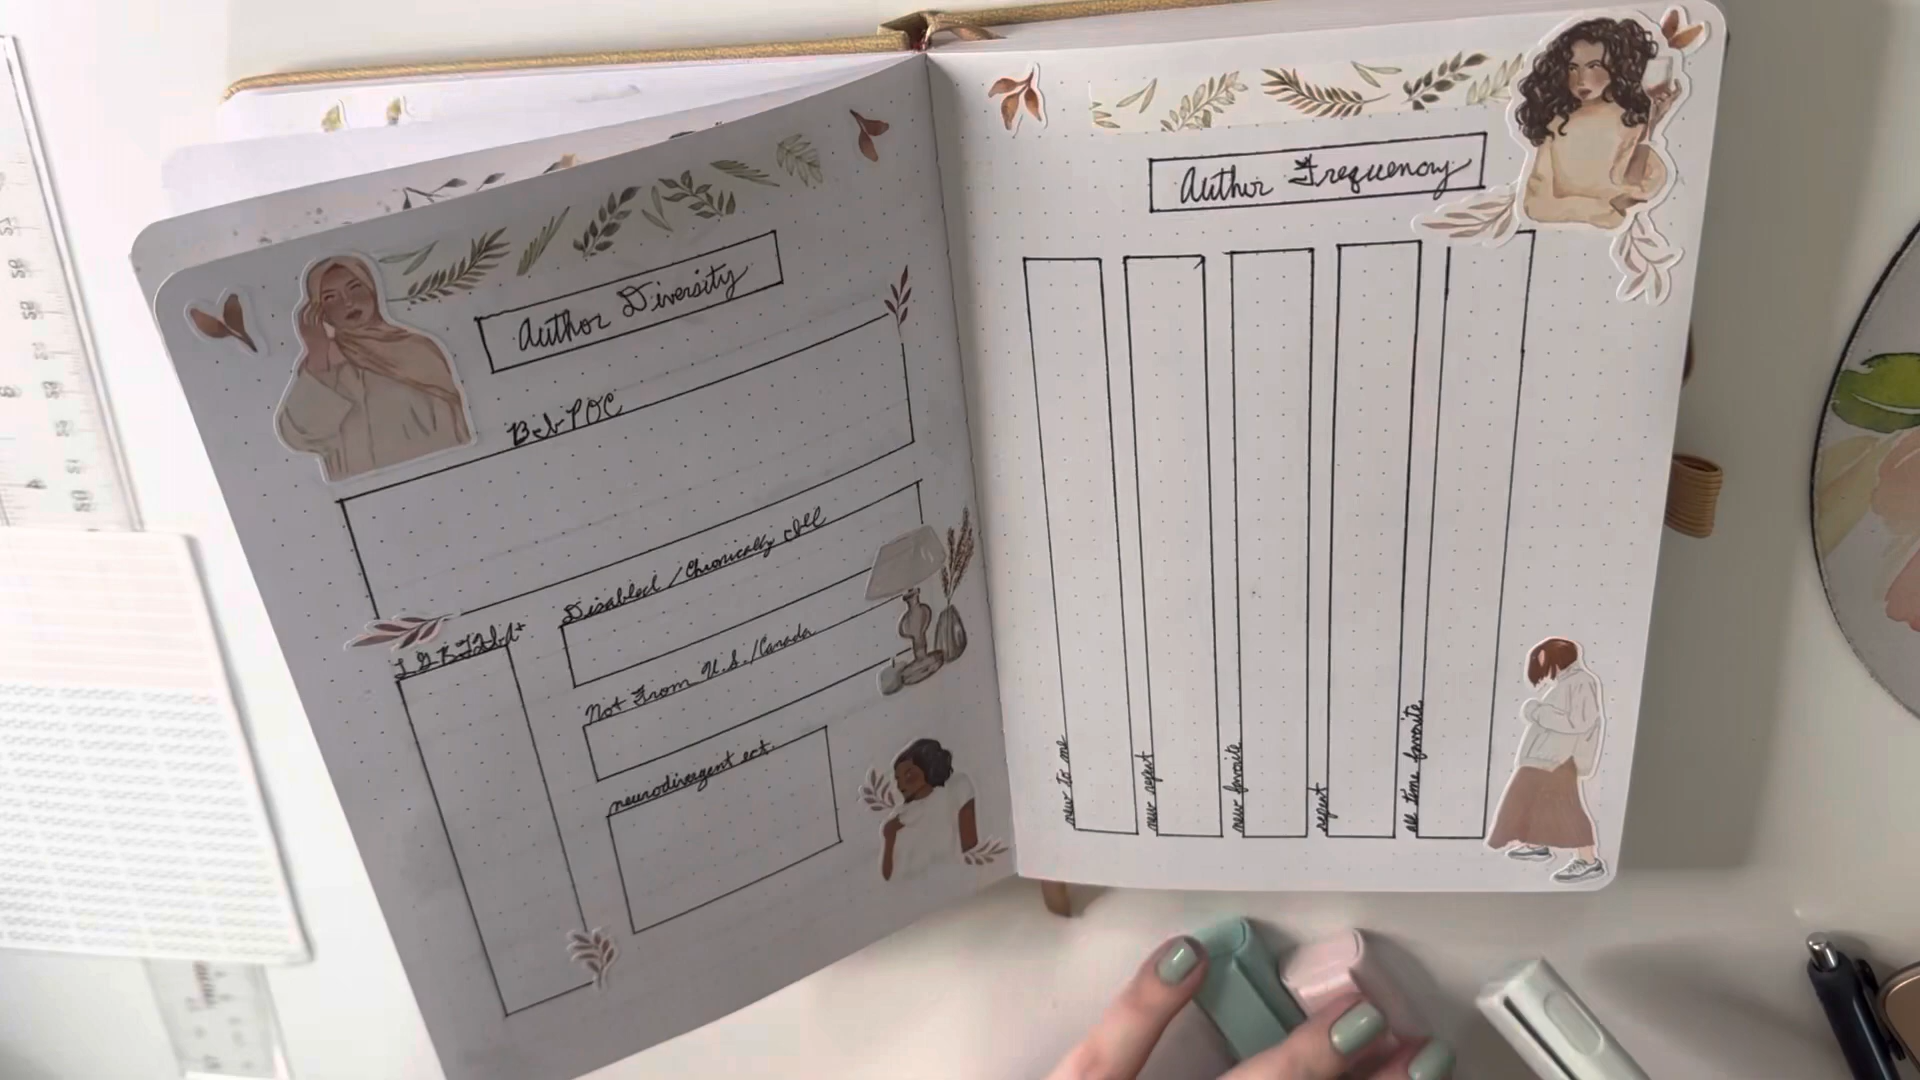 Author Diversity
BIPOC
Disabled / Chronically Ill
LGBTQIA+
Not From U.S./Canada
neurodivergent ect.
Author Frequency
new to me
new repeat
new favorite
repeat
all time favorite